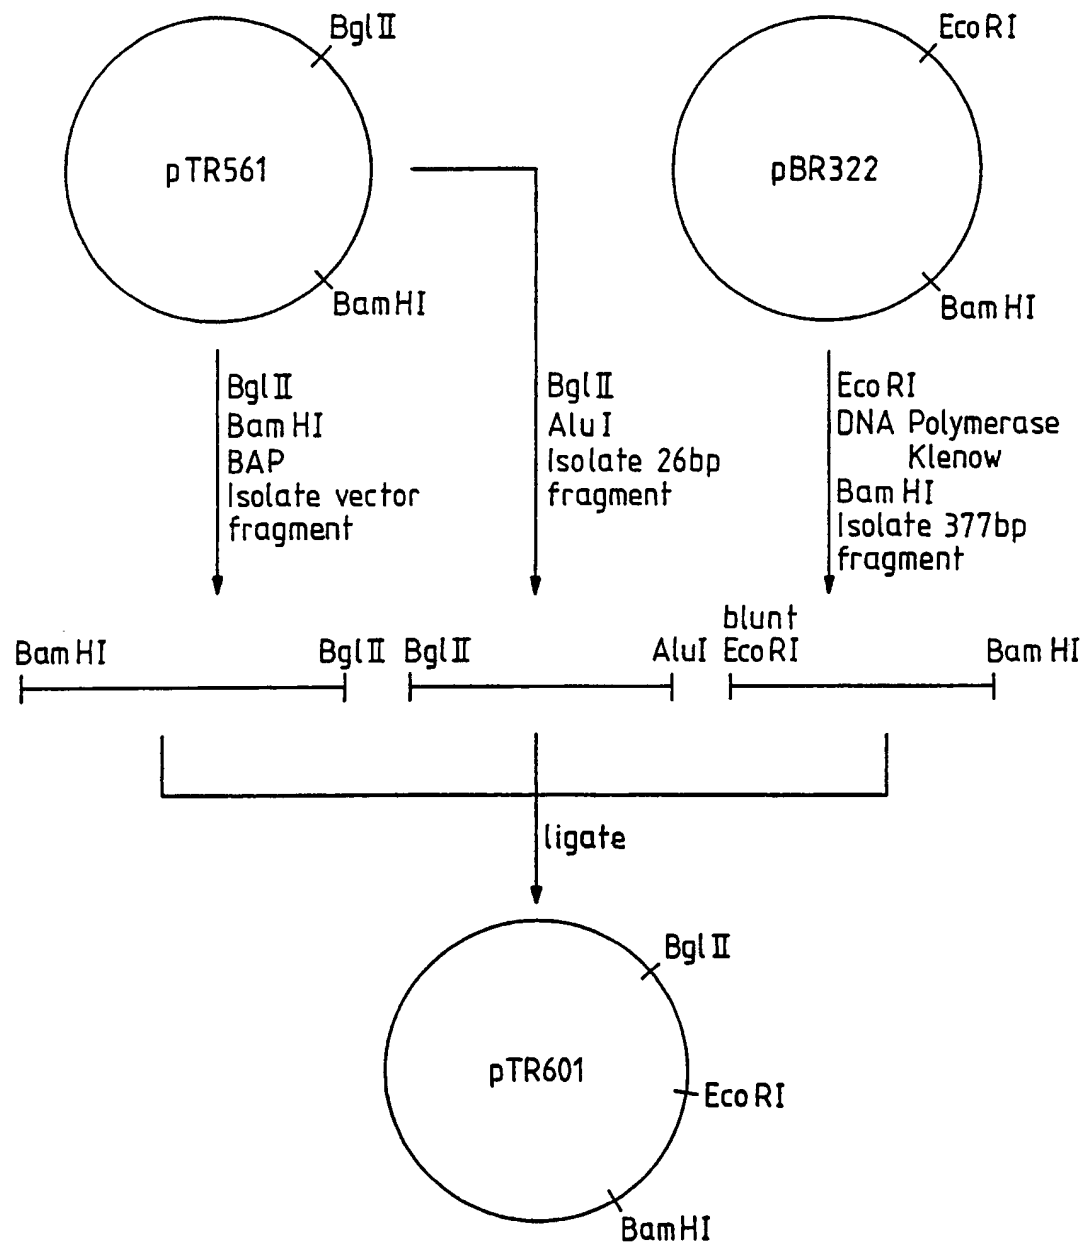 Bgl II
pTR561
Bam HI
Eco RI
pBR322
Bam HI
Bgl II
Bam HI
BAP
Isolate vector
fragment
Bgl II
Alu I
Isolate 26bp
fragment
Eco RI
DNA Polymerase
Klenow
Bam HI
Isolate 377bp
fragment
Bam HI
Bgl II
Bgl II
AluI
blunt
Eco RI
Bam HI
ligate
Bgl II
pTR601
Eco RI
Bam HI